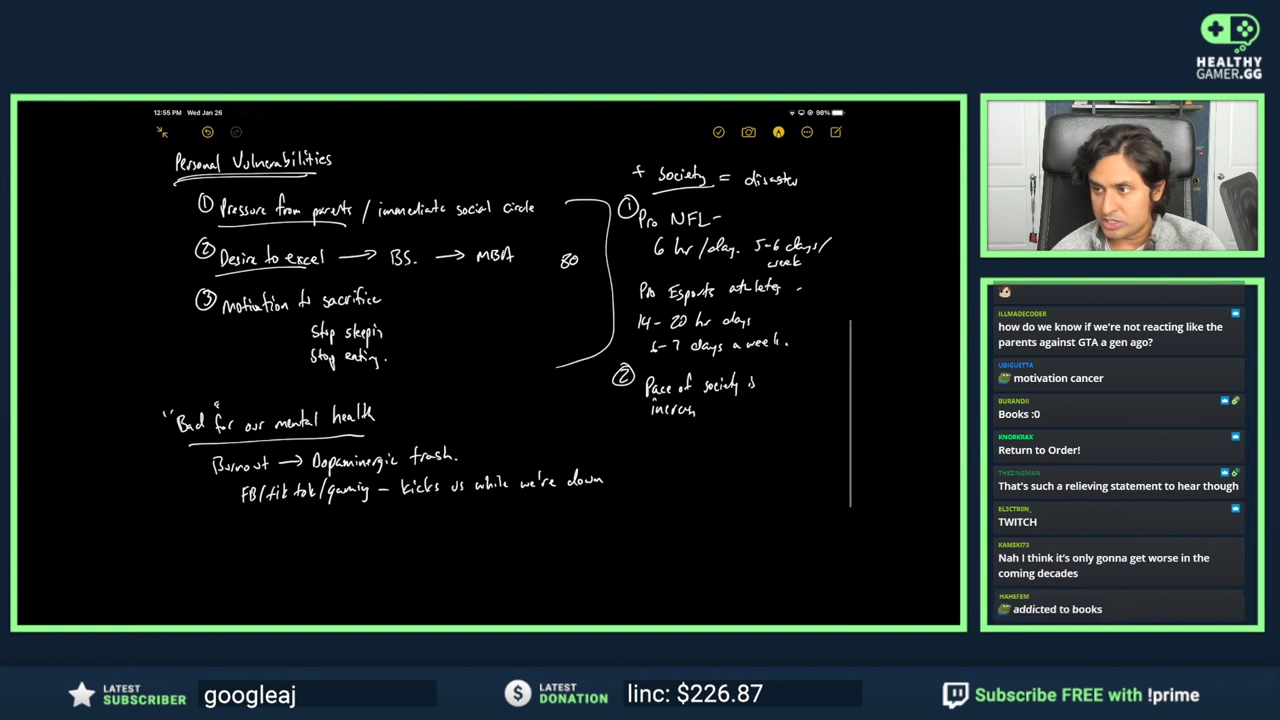 HEALTHY
GAMER.GG
12:55 PM Wed Jan 26
98%
Personal Vulnerabilities
① Pressure from parents / immediate social circle
② Desire to excel → BS. → MBA 80
③ Motivation to sacrifice
Stop sleepin
Stop eating.
+ society = disaster
① Pro NFL -
6 hr/day. 5-6 days/
week
Pro Esports athletes -
14-20 hr days
6-7 days a week.
② Pace of society is
increas
"Bad" for our mental health
Burnout → Dopaminergic trash.
FB/tik tok/gaming - kicks us while we're down
ILLMADECODER
how do we know if we're not reacting like the
parents against GTA a gen ago?
UBIGUETTA
motivation cancer
BURANDII
Books :0
KNORKRAX
Return to Order!
THEZINGMAN
That's such a relieving statement to hear though
EL3CTR0N_
TWITCH
KAMSKI73
Nah I think it's only gonna get worse in the
coming decades
HAHEFEM
addicted to books
LATEST
SUBSCRIBER
googleaj
LATEST
DONATION
linc: $226.87
Subscribe FREE with !prime